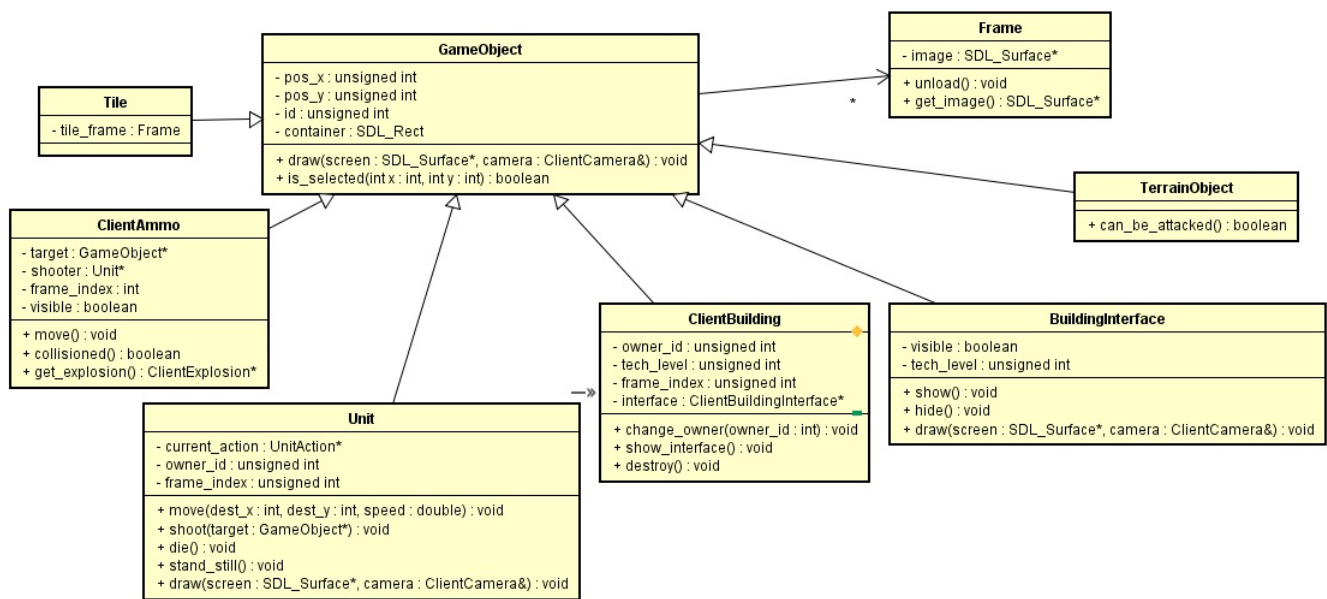 GameObject
- pos_x : unsigned int
- pos_y : unsigned int
- id : unsigned int
- container : SDL_Rect
+ draw(screen : SDL_Surface*, camera : ClientCamera&) : void
+ is_selected(int x : int, int y : int) : boolean
Frame
- image : SDL_Surface*
+ unload() : void
+ get_image() : SDL_Surface*
*
Tile
- tile_frame : Frame
TerrainObject
+ can_be_attacked() : boolean
ClientAmmo
- target : GameObject*
- shooter : Unit*
- frame_index : int
- visible : boolean
+ move() : void
+ collisioned() : boolean
+ get_explosion() : ClientExplosion*
Unit
- current_action : UnitAction*
- owner_id : unsigned int
- frame_index : unsigned int
+ move(dest_x : int, dest_y : int, speed : double) : void
+ shoot(target : GameObject*) : void
+ die() : void
+ stand_still() : void
+ draw(screen : SDL_Surface*, camera : ClientCamera&) : void
ClientBuilding
- owner_id : unsigned int
- tech_level : unsigned int
- frame_index : unsigned int
- interface : ClientBuildingInterface*
+ change_owner(owner_id : int) : void
+ show_interface() : void
+ destroy() : void
BuildingInterface
- visible : boolean
- tech_level : unsigned int
+ show() : void
+ hide() : void
+ draw(screen : SDL_Surface*, camera : ClientCamera&) : void